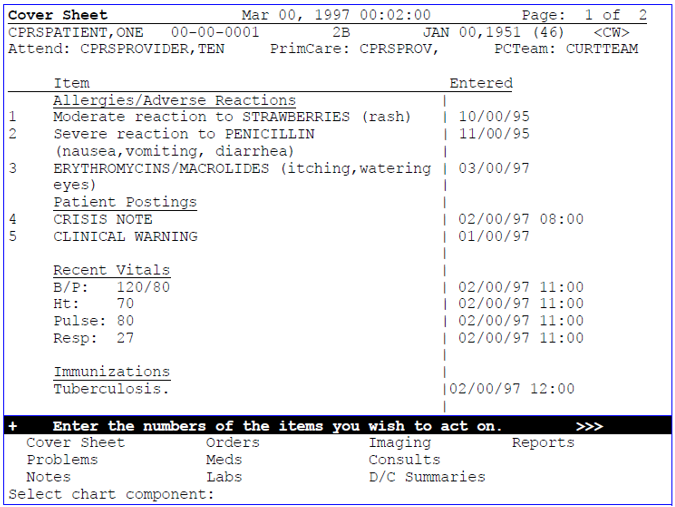 Cover Sheet Mar 00, 1997 00:02:00 Page: 1 of 2
CPRSPATIENT,ONE 00-00-0001 2B JAN 00,1951 (46) <CW>
Attend: CPRSPROVIDER,TEN PrimCare: CPRSPROV, PCTeam: CURTTEAM
Item Entered
Allergies/Adverse Reactions |
1 Moderate reaction to STRAWBERRIES (rash) | 10/00/95
2 Severe reaction to PENICILLIN | 11/00/95
(nausea,vomiting, diarrhea) |
3 ERYTHROMYCINS/MACROLIDES (itching,watering | 03/00/97
eyes) |
Patient Postings |
4 CRISIS NOTE | 02/00/97 08:00
5 CLINICAL WARNING | 01/00/97
|
Recent Vitals |
B/P: 120/80 | 02/00/97 11:00
Ht: 70 | 02/00/97 11:00
Pulse: 80 | 02/00/97 11:00
Resp: 27 | 02/00/97 11:00
|
Immunizations |
Tuberculosis. |02/00/97 12:00
|
+ Enter the numbers of the items you wish to act on. >>>
Cover Sheet Orders Imaging Reports
Problems Meds Consults
Notes Labs D/C Summaries
Select chart component: